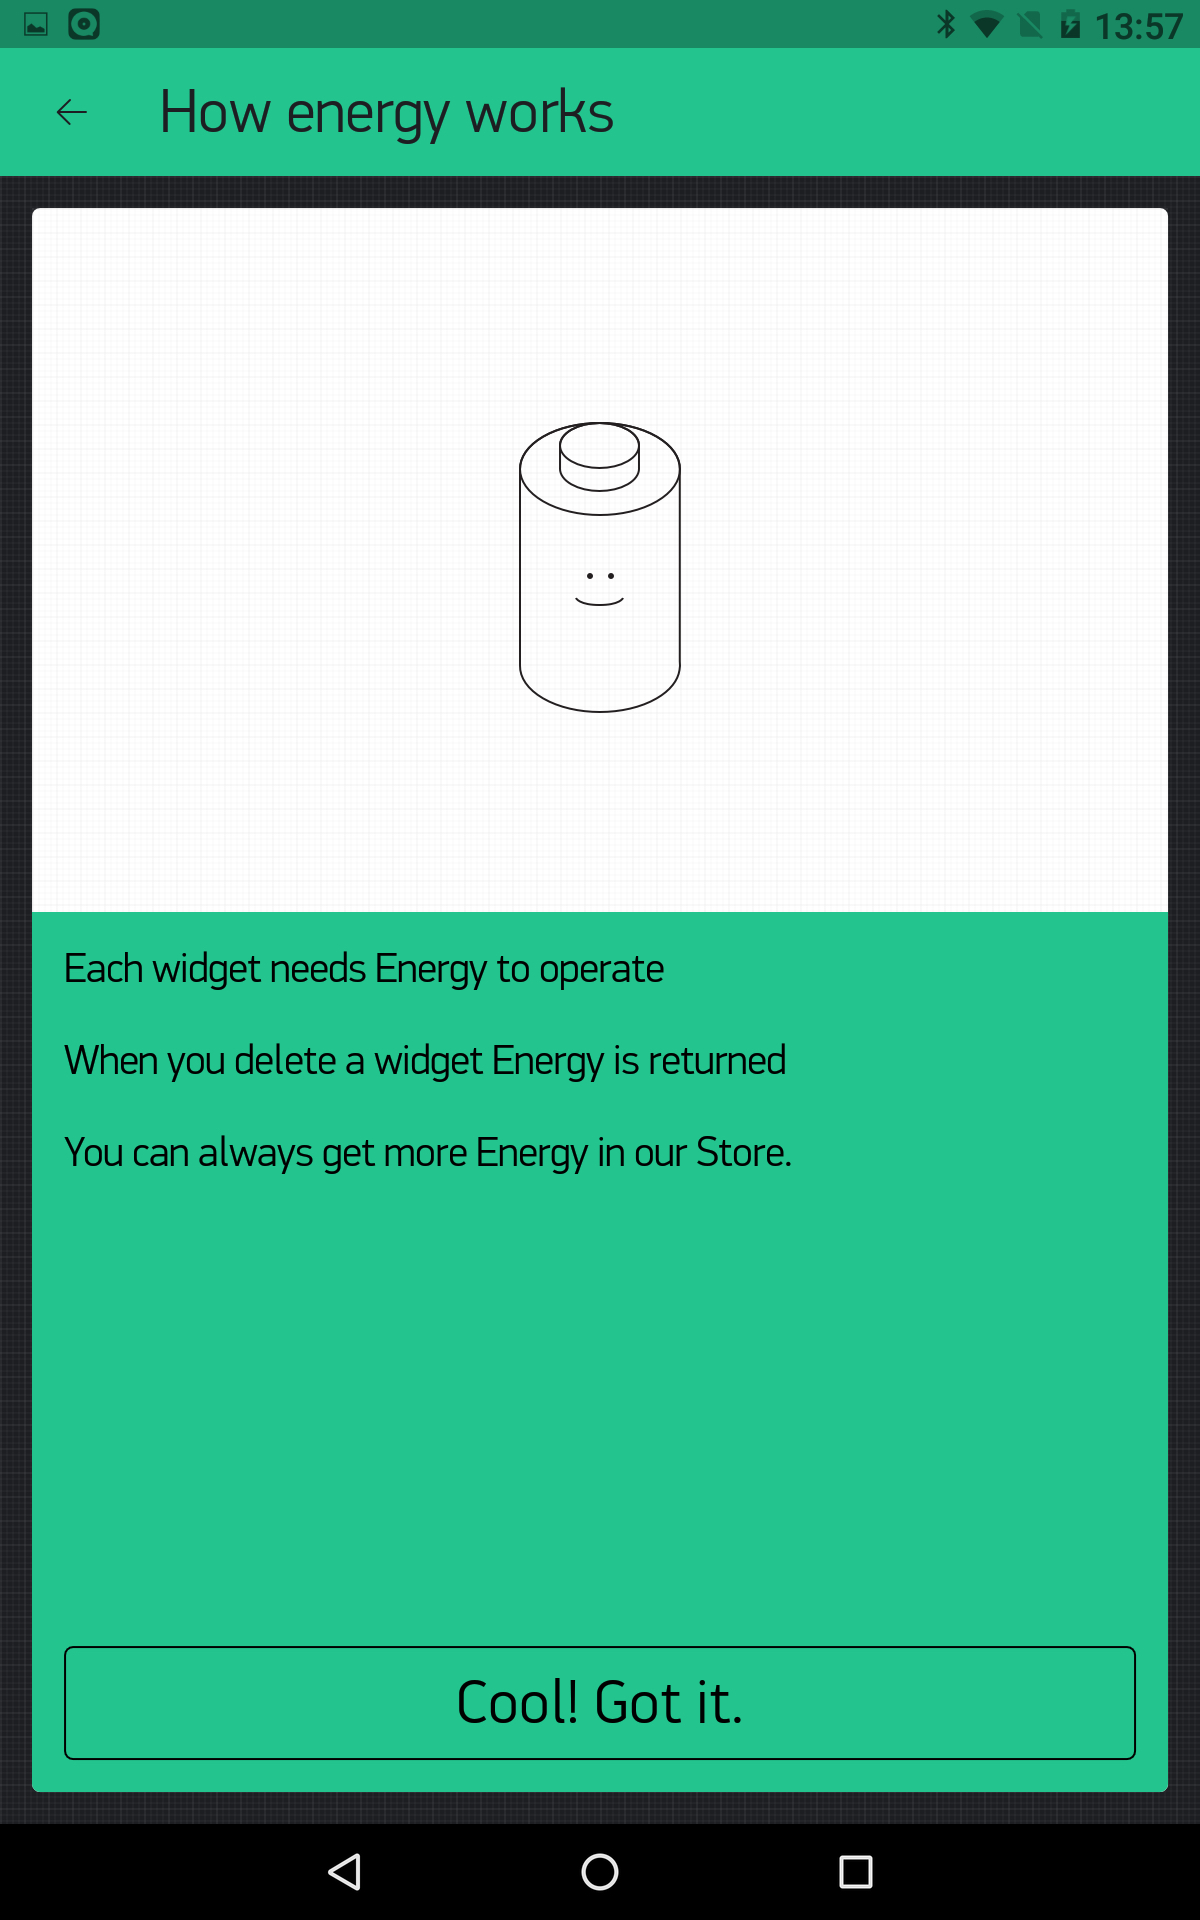 13:57
How energy works
Each widget needs Energy to operate
When you delete a widget Energy is returned
You can always get more Energy in our Store.
Cool! Got it.